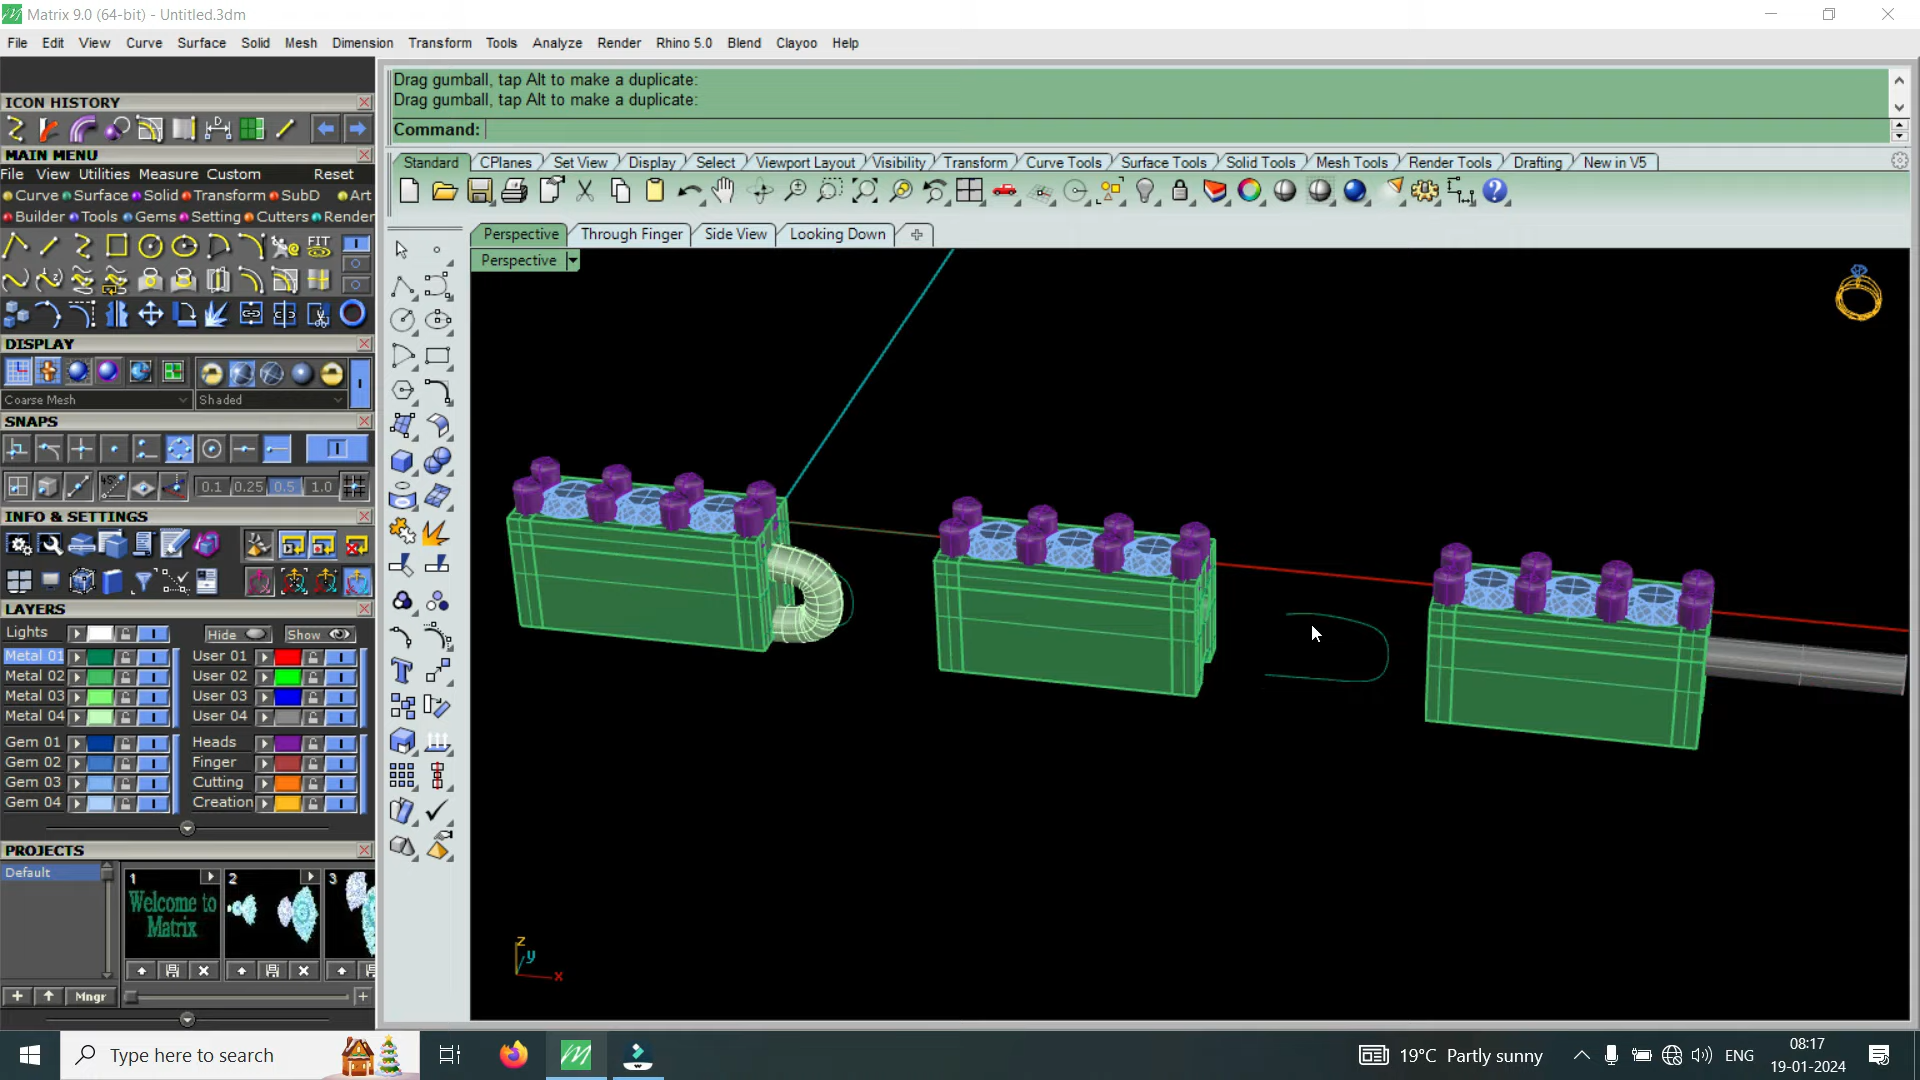 Matrix 9.0 (64-bit) - Untitled.3dm
File Edit View Curve Surface Solid Mesh Dimension Transform Tools Analyze Render Rhino 5.0 Blend Clayoo Help
Drag gumball, tap Alt to make a duplicate:
Drag gumball, tap Alt to make a duplicate:
Command:
ICON HISTORY
MAIN MENU
File View Utilities Measure Custom Reset
Curve Surface Solid Transform SubD Art
Builder Tools Gems Setting Cutters Render
FIT
DISPLAY
Coarse Mesh Shaded
SNAPS
0.1 0.25 0.5 1.0
INFO & SETTINGS
LAYERS
Lights Hide Show
Metal 01 User 01
Metal 02 User 02
Metal 03 User 03
Metal 04 User 04
Gem 01 Heads
Gem 02 Finger
Gem 03 Cutting
Gem 04 Creation
PROJECTS
Default
1 2 3
Welcome to
Matrix
Mngr
Standard CPlanes Set View Display Select Viewport Layout Visibility Transform Curve Tools Surface Tools Solid Tools Mesh Tools Render Tools Drafting New in V5
Perspective Through Finger Side View Looking Down
Perspective
z
y
x
Type here to search
19°C Partly sunny
ENG
08:17
19-01-2024